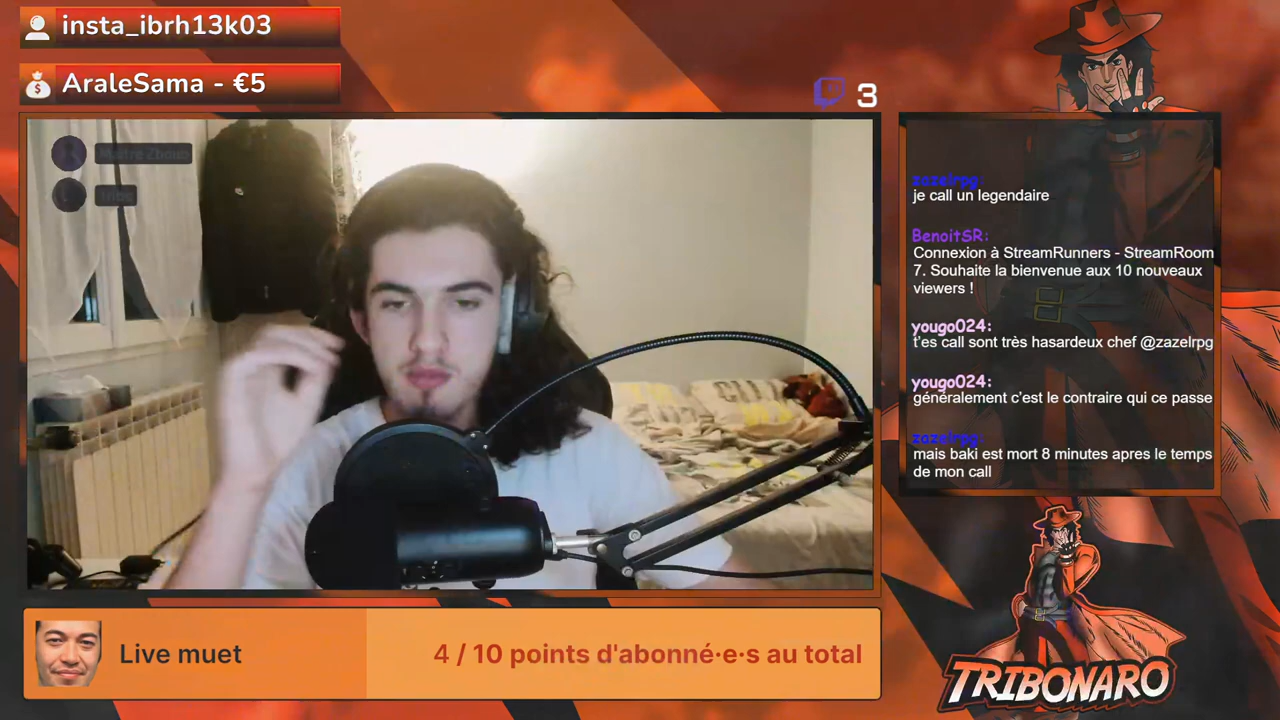 insta_ibrh13k03
AraleSama - €5
3
Maitre Zbois
Tribo
zazelrpg:
je call un legendaire
BenoitSR:
Connexion à StreamRunners - StreamRoom
7. Souhaite la bienvenue aux 10 nouveaux
viewers !
yougo024:
t'es call sont très hasardeux chef @zazelrpg
yougo024:
généralement c'est le contraire qui ce passe
zazelrpg:
mais baki est mort 8 minutes apres le temps
de mon call
Live muet
4 / 10 points d'abonné·e·s au total
TRIBONARO